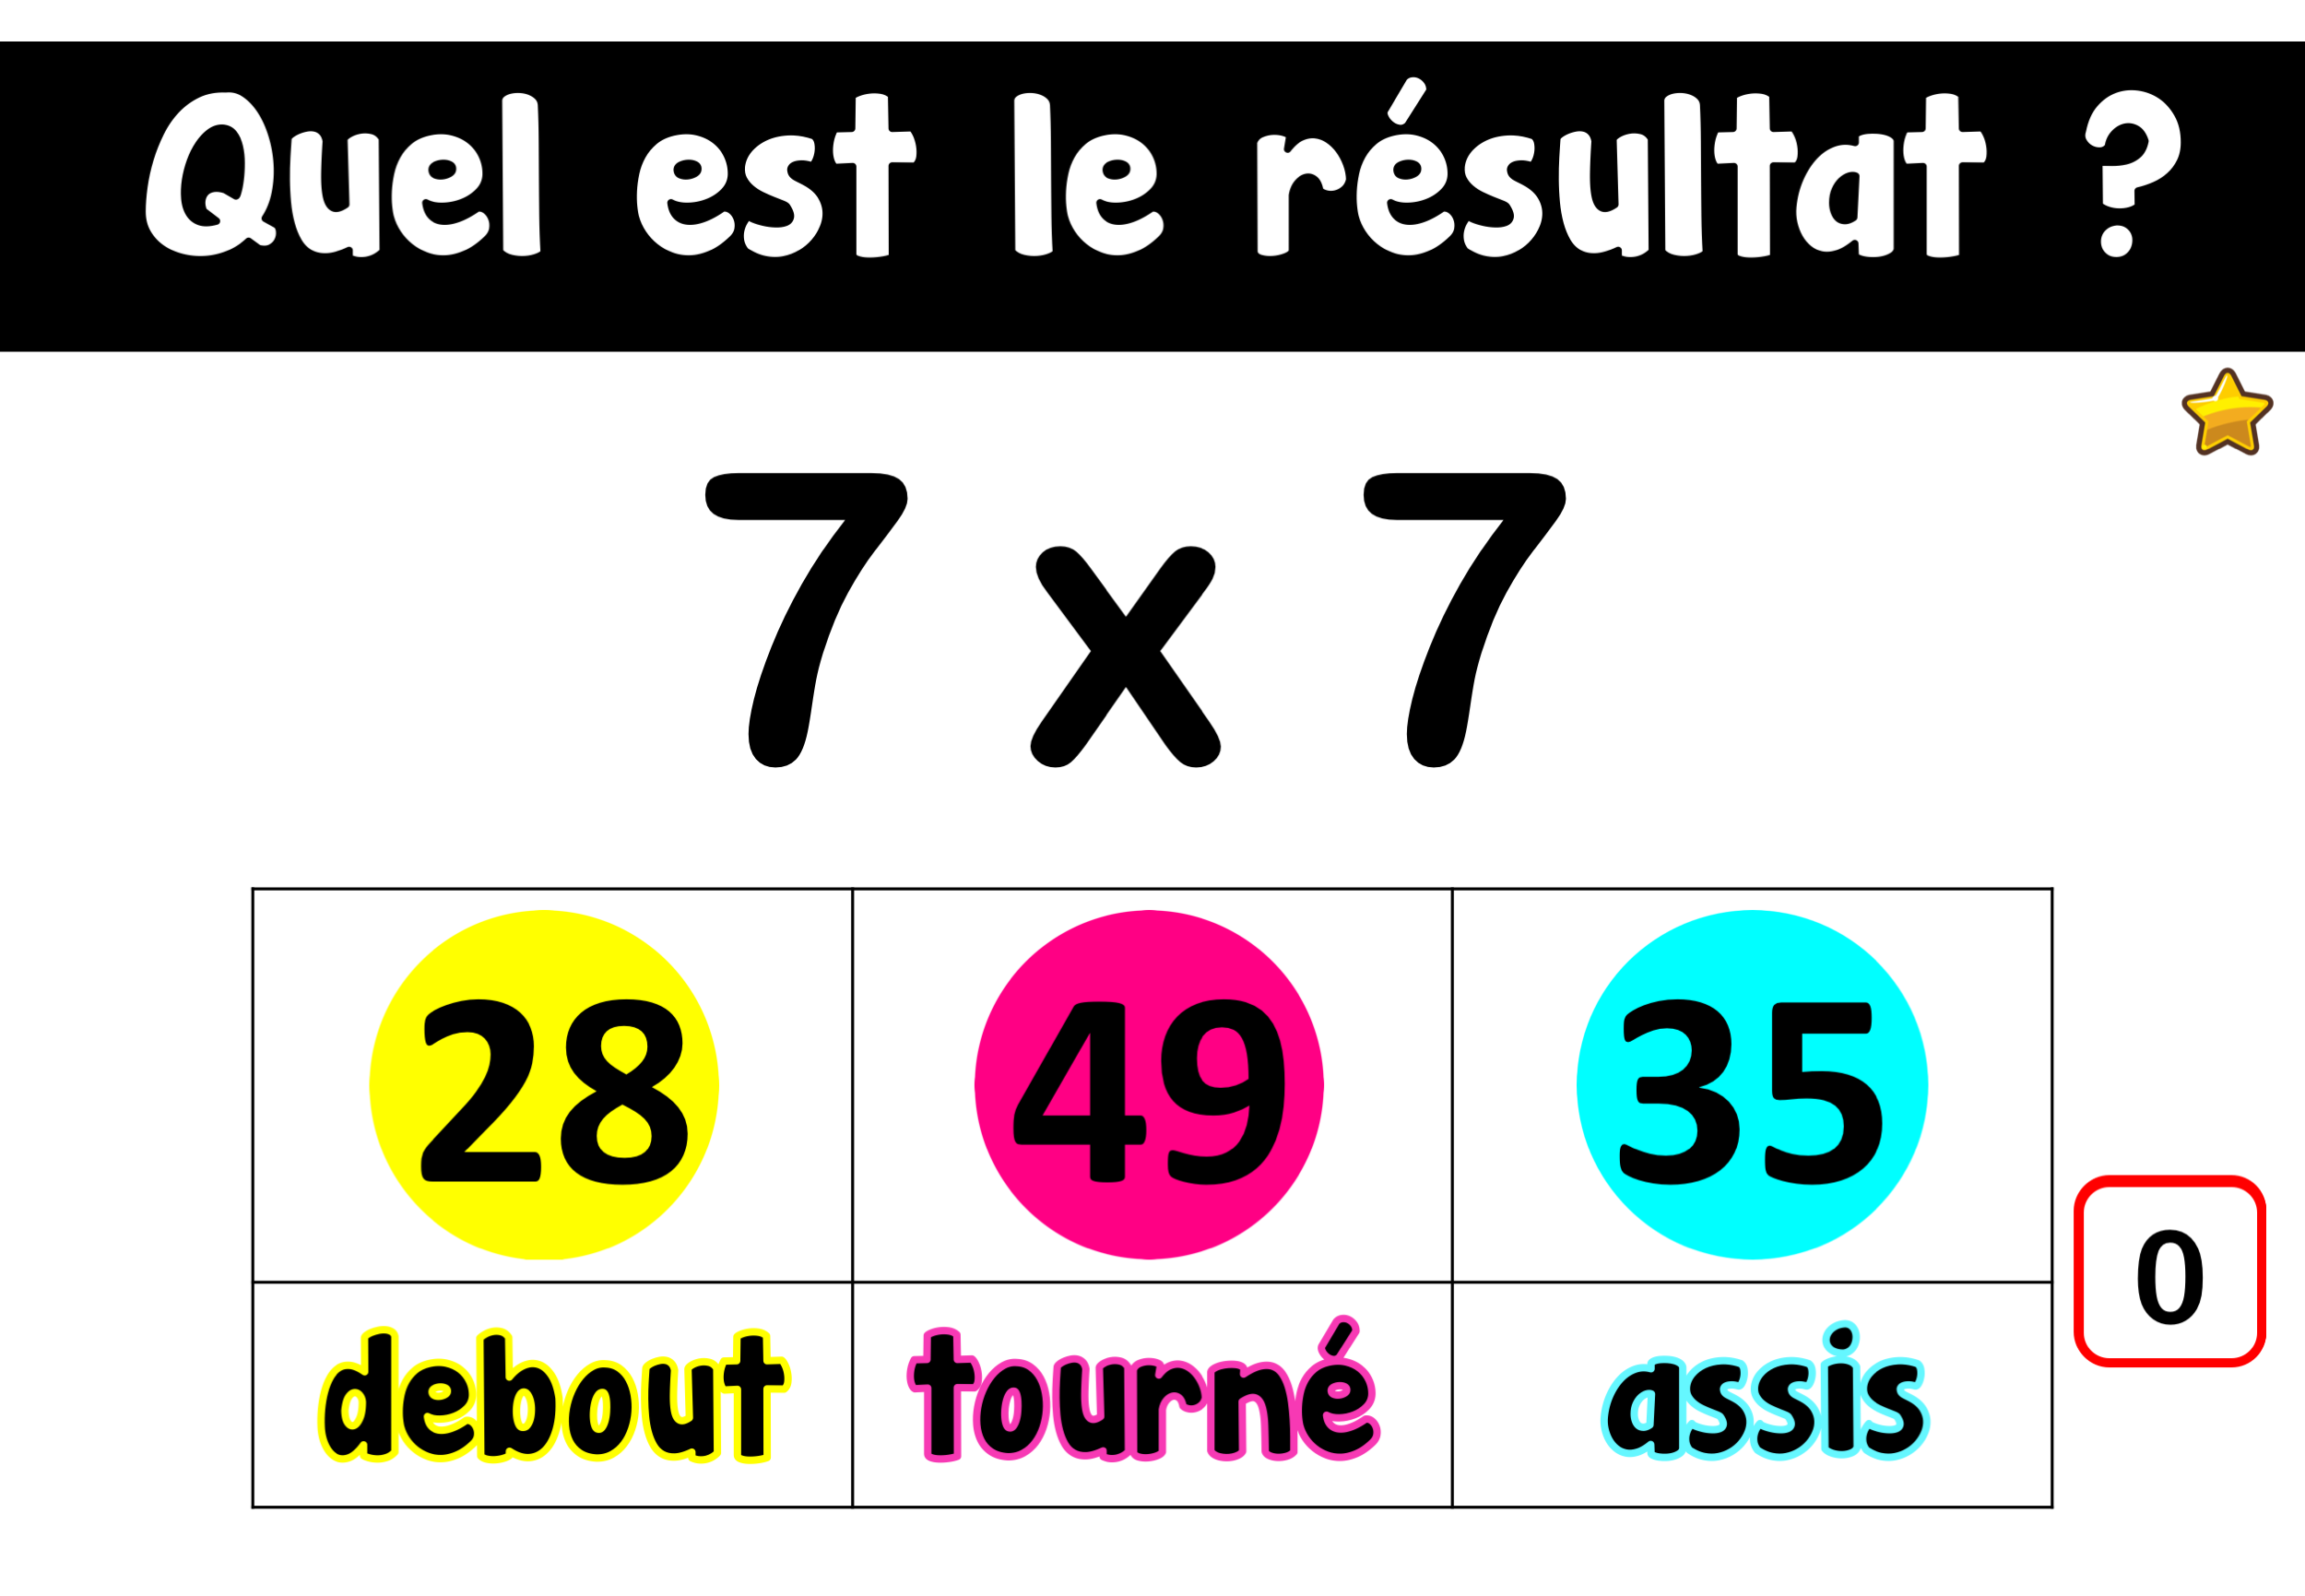 Quel est le résultat ?
7 x 7
28 49 35
0
debout tourné assis